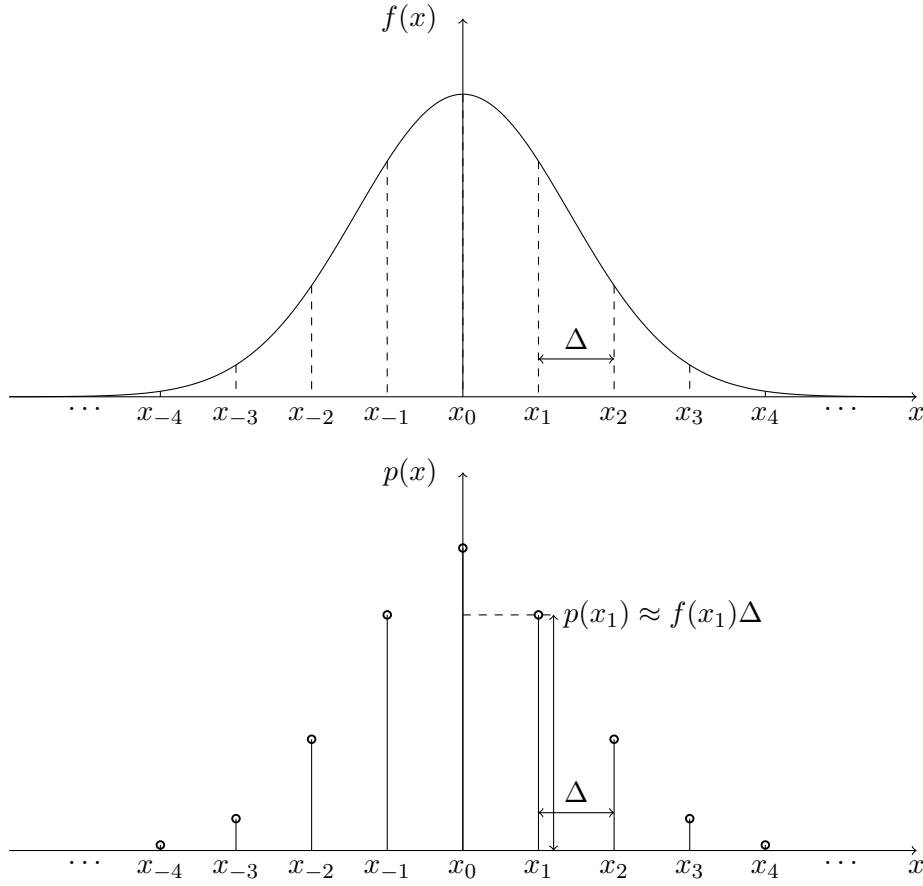 f(x)
Δ
⋯ x₋₄ x₋₃ x₋₂ x₋₁ x₀ x₁ x₂ x₃ x₄ ⋯ x
p(x)
p(x₁) ≈ f(x₁)Δ
Δ
⋯ x₋₄ x₋₃ x₋₂ x₋₁ x₀ x₁ x₂ x₃ x₄ ⋯ x